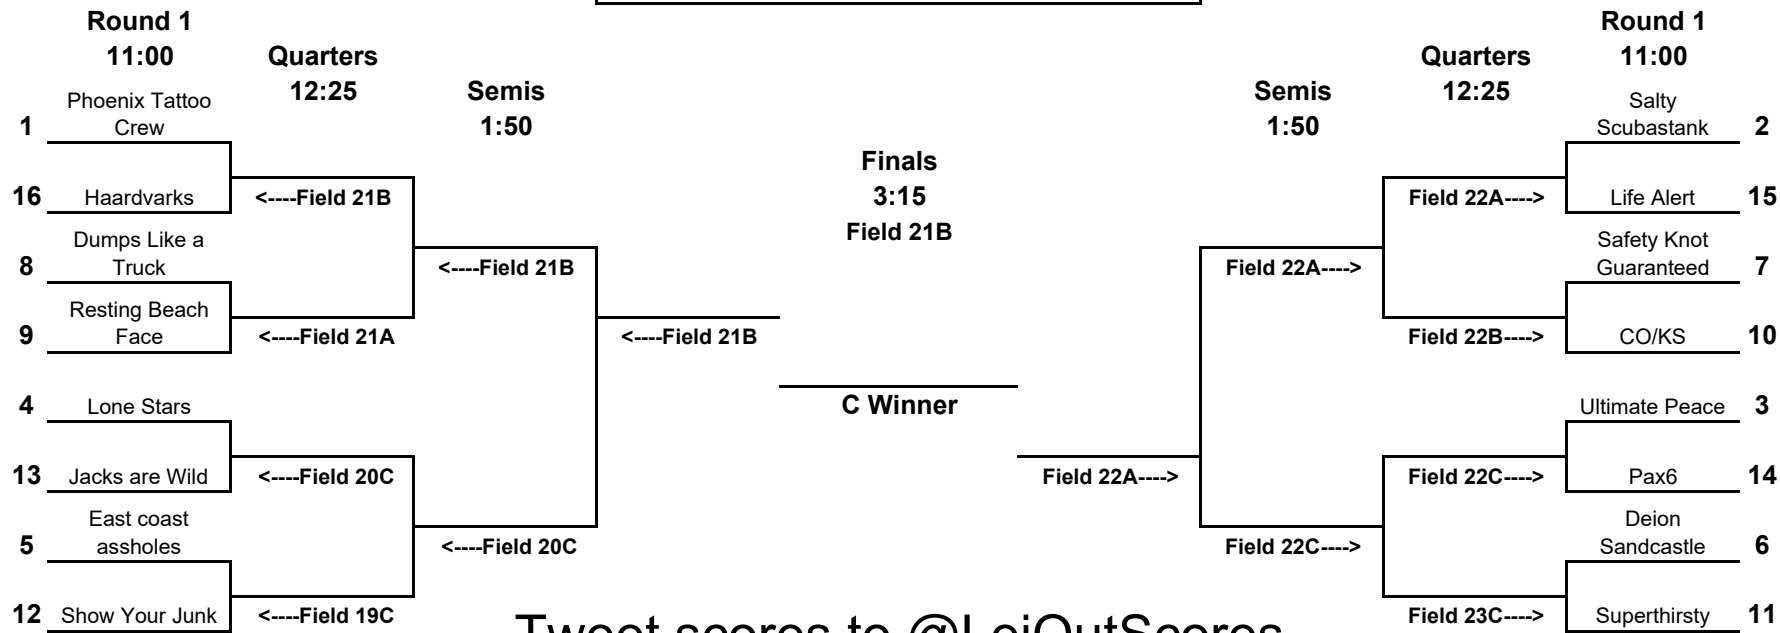 Round 1
11:00
Quarters
12:25
Semis
1:50
Finals
3:15
Field 21B
Semis
1:50
Quarters
12:25
Round 1
11:00
1 Phoenix Tattoo
Crew
16 Haardvarks
<----Field 21B
8 Dumps Like a
Truck
<----Field 21B
9 Resting Beach
Face
<----Field 21A
<----Field 21B
4 Lone Stars
13 Jacks are Wild
<----Field 20C
5 East coast
assholes
<----Field 20C
12 Show Your Junk
<----Field 19C
C Winner
Salty
Scubastank 2
Field 22A---->
Life Alert 15
Safety Knot
Guaranteed 7
Field 22A---->
Field 22B---->
CO/KS 10
Ultimate Peace 3
Field 22A---->
Field 22C---->
Pax6 14
Deion
Sandcastle 6
Field 22C---->
Field 23C---->
Superthirsty 11
Tweet scores to @LeiOutScores